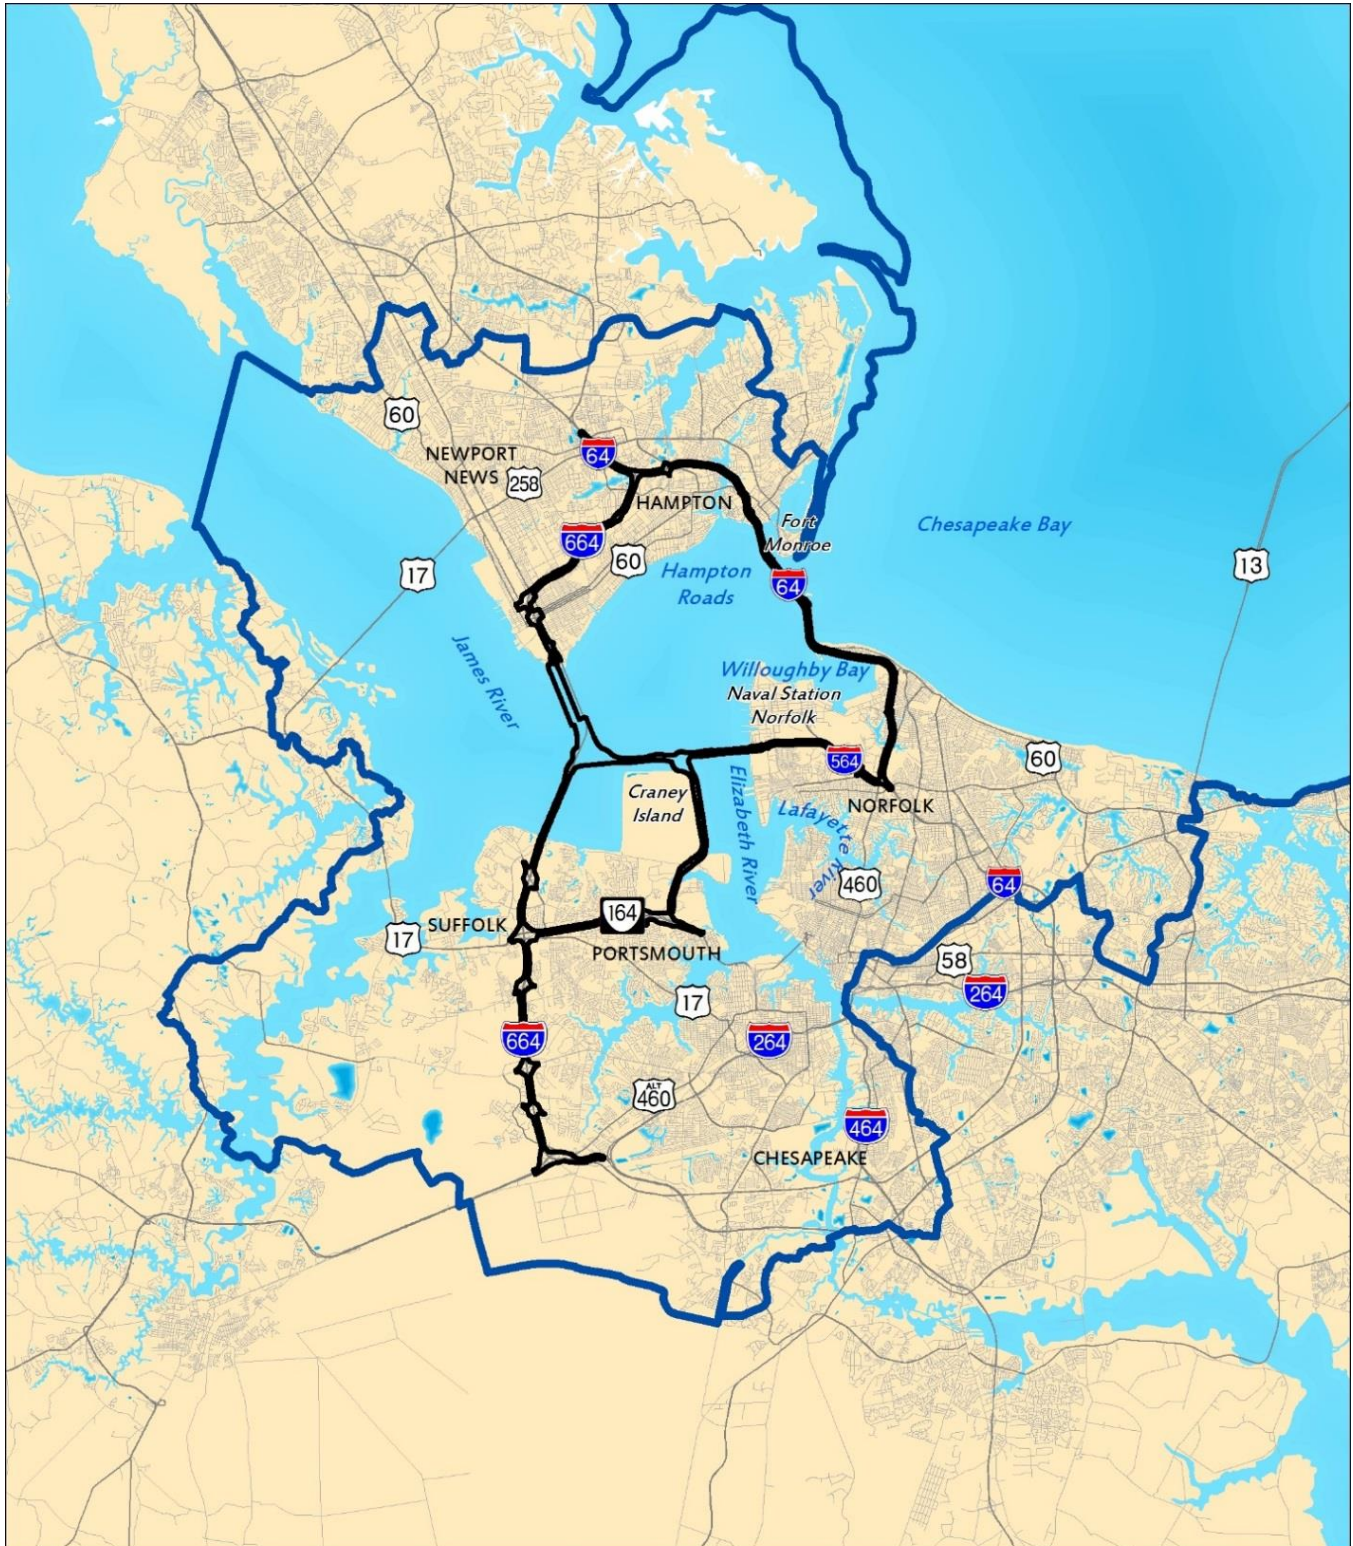 60
NEWPORT
NEWS
258
64
HAMPTON
664
60
Fort
Monroe
Chesapeake Bay
17
Hampton
Roads
64
13
James River
Willoughby Bay
Naval Station
Norfolk
564
60
Craney
Island
NORFOLK
Elizabeth River
Lafayette River
460
64
164
SUFFOLK
17
PORTSMOUTH
58
264
17
664
264
ALT
460
464
CHESAPEAKE